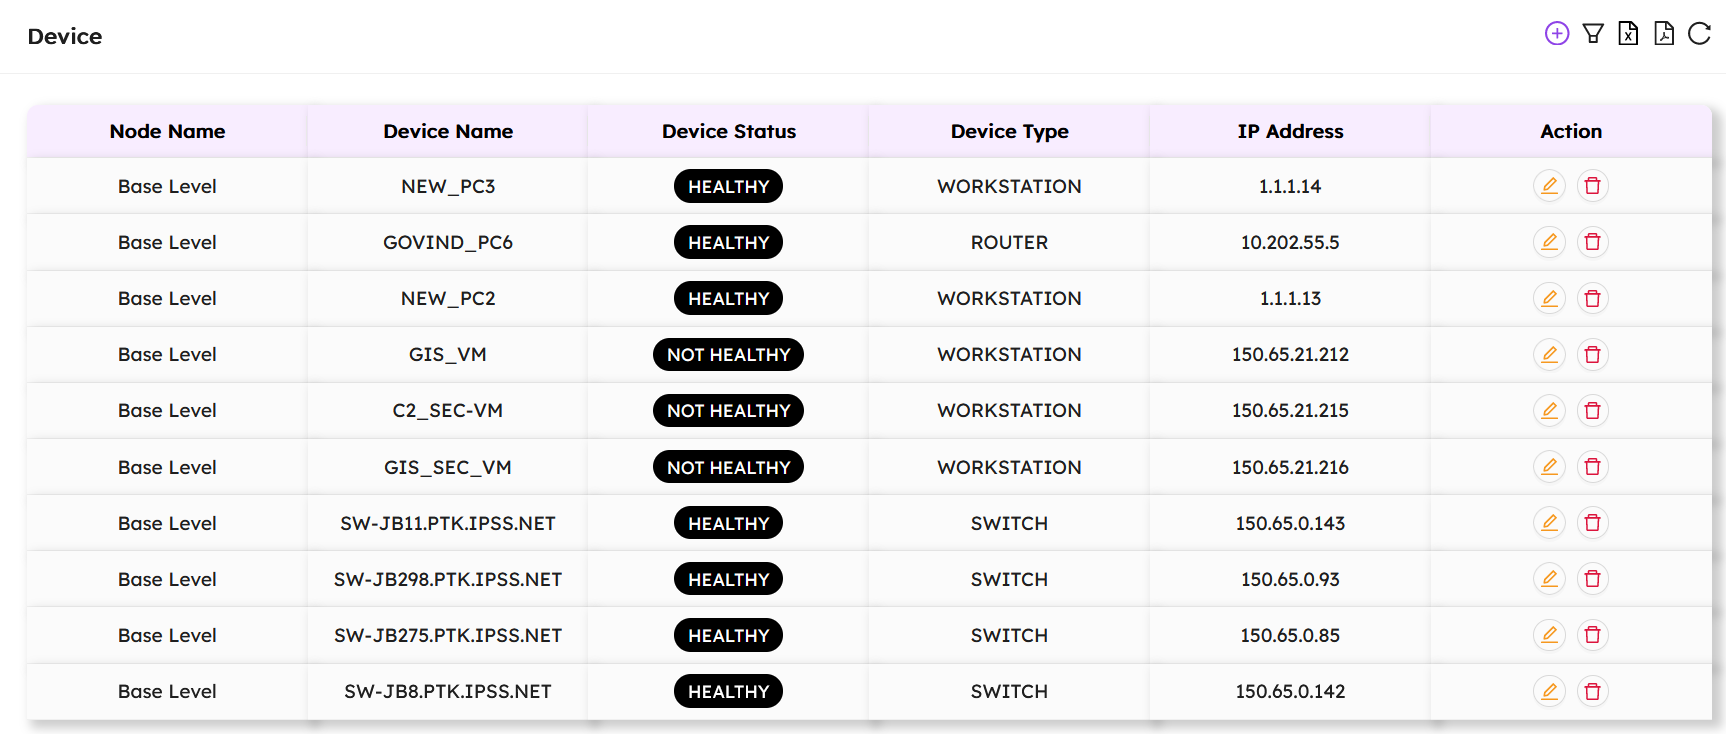 Device
Node Name Device Name Device Status Device Type IP Address Action
Base Level NEW_PC3 HEALTHY WORKSTATION 1.1.1.14
Base Level GOVIND_PC6 HEALTHY ROUTER 10.202.55.5
Base Level NEW_PC2 HEALTHY WORKSTATION 1.1.1.13
Base Level GIS_VM NOT HEALTHY WORKSTATION 150.65.21.212
Base Level C2_SEC-VM NOT HEALTHY WORKSTATION 150.65.21.215
Base Level GIS_SEC_VM NOT HEALTHY WORKSTATION 150.65.21.216
Base Level SW-JB11.PTK.IPSS.NET HEALTHY SWITCH 150.65.0.143
Base Level SW-JB298.PTK.IPSS.NET HEALTHY SWITCH 150.65.0.93
Base Level SW-JB275.PTK.IPSS.NET HEALTHY SWITCH 150.65.0.85
Base Level SW-JB8.PTK.IPSS.NET HEALTHY SWITCH 150.65.0.142